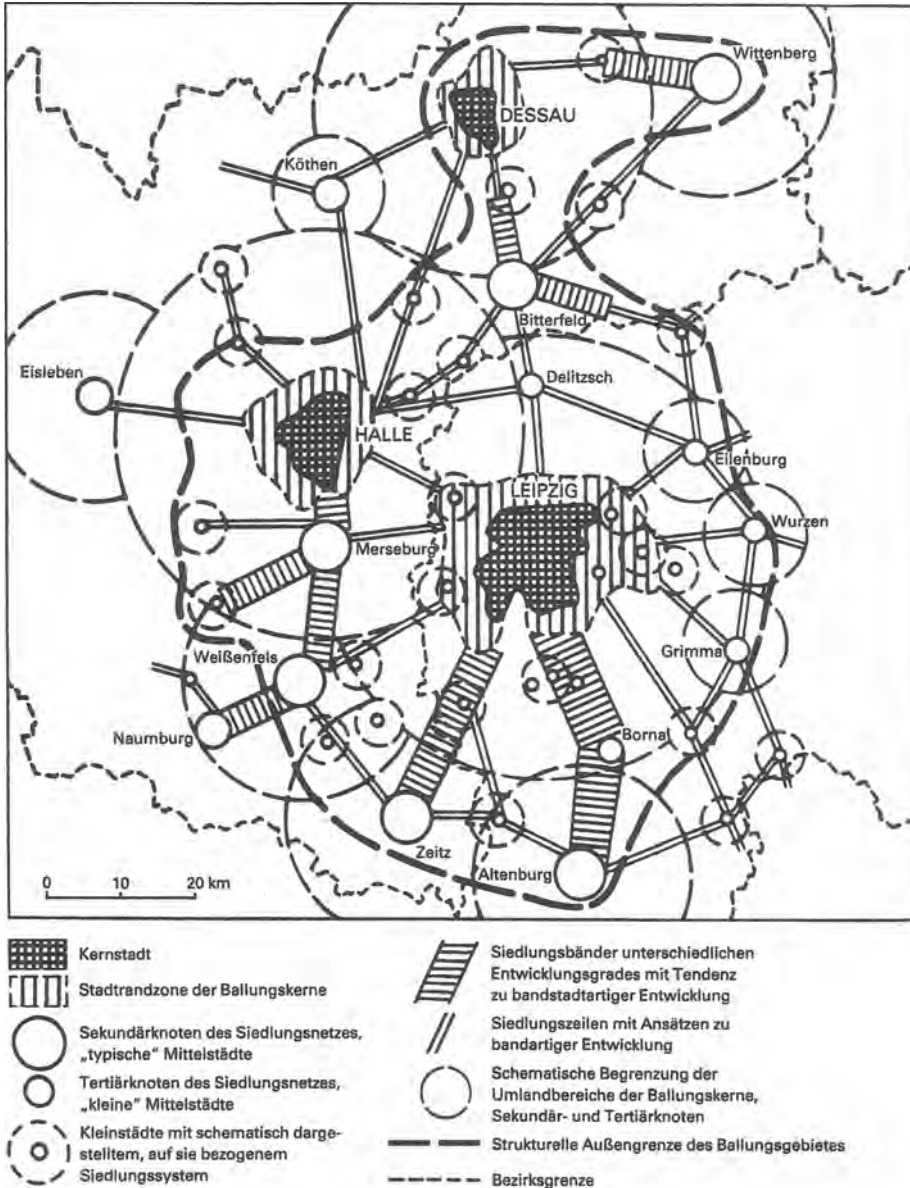 Wittenberg
DESSAU
Köthen
Bitterfeld
Eisleben
Delitzsch
HALLE
Eilenburg
LEIPZIG
Wurzen
Merseburg
Weißenfels
Grimma
Naumburg
Borna
Zeitz
Altenburg
0 10 20 km
Kernstadt
Stadtrandzone der Ballungskerne
Sekundärknoten des Siedlungsnetzes,
„typische“ Mittelstädte
Tertiärknoten des Siedlungsnetzes,
„kleine“ Mittelstädte
Kleinstädte mit schematisch darge-
stelltem, auf sie bezogenem
Siedlungssystem
Siedlungsbänder unterschiedlichen
Entwicklungsgrades mit Tendenz
zu bandstadtartiger Entwicklung
Siedlungszeilen mit Ansätzen zu
bandartiger Entwicklung
Schematische Begrenzung der
Umlandbereiche der Ballungskerne,
Sekundär- und Tertiärknoten
Strukturelle Außengrenze des Ballungsgebietes
Bezirksgrenze